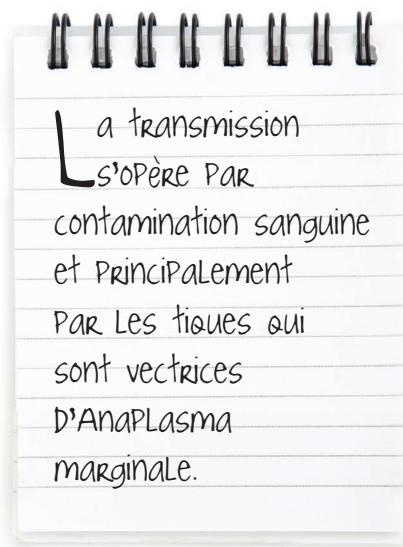 La transmission
s'opère par
contamination sanguine
et principalement
par les tiques qui
sont vectrices
d'Anaplasma
marginale.